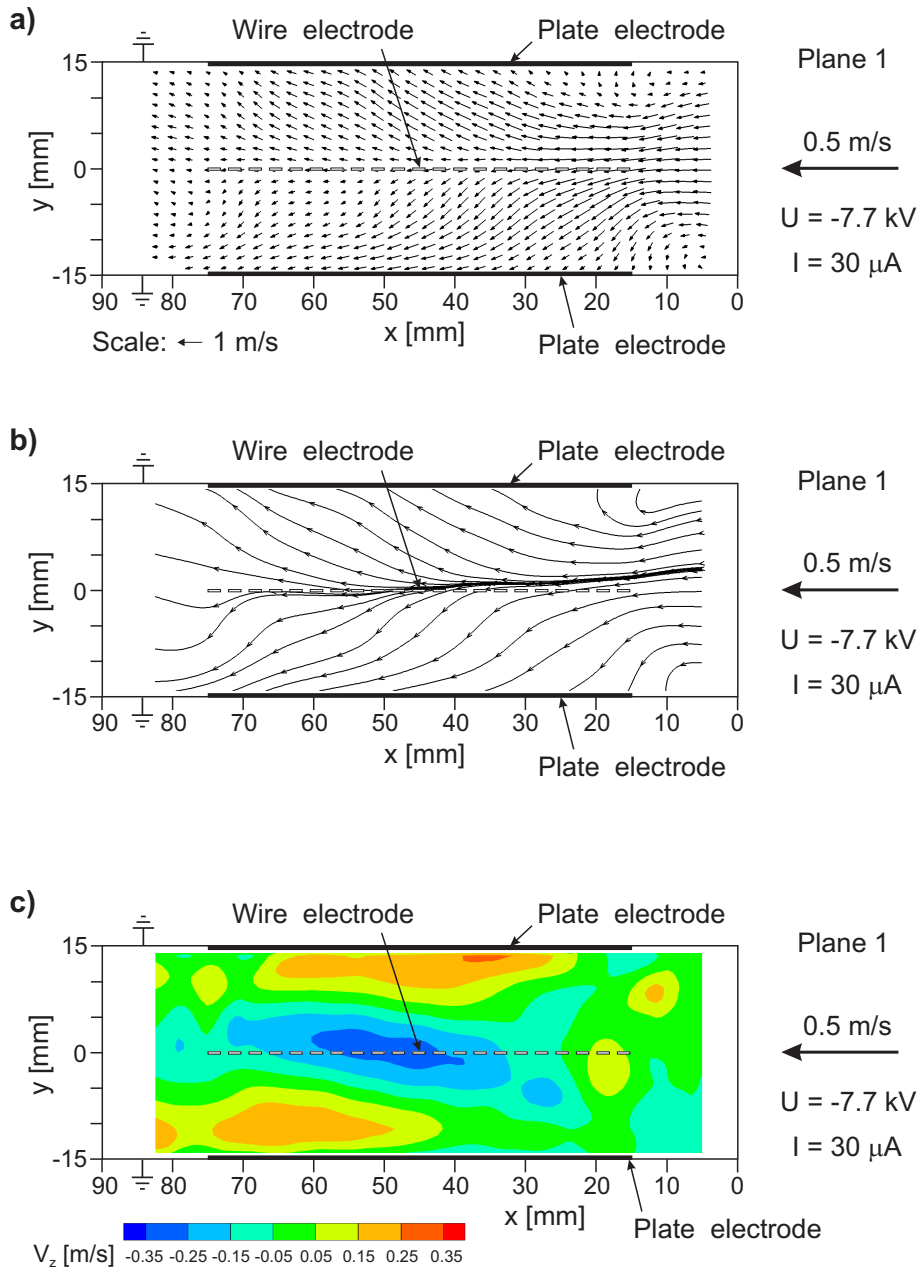 a)
Wire electrode
Plate electrode
Plane 1
0.5 m/s
U = -7.7 kV
I = 30 μA
y [mm]
15
0
-15
90 80 70 60 50 40 30 20 10 0
x [mm]
Scale: ← 1 m/s
Plate electrode
b)
Wire electrode
Plate electrode
Plane 1
0.5 m/s
U = -7.7 kV
I = 30 μA
y [mm]
15
0
-15
90 80 70 60 50 40 30 20 10 0
x [mm]
Plate electrode
c)
Wire electrode
Plate electrode
Plane 1
0.5 m/s
U = -7.7 kV
I = 30 μA
y [mm]
15
0
-15
90 80 70 60 50 40 30 20 10 0
x [mm]
Plate electrode
Vz [m/s]
-0.35 -0.25 -0.15 -0.05 0.05 0.15 0.25 0.35